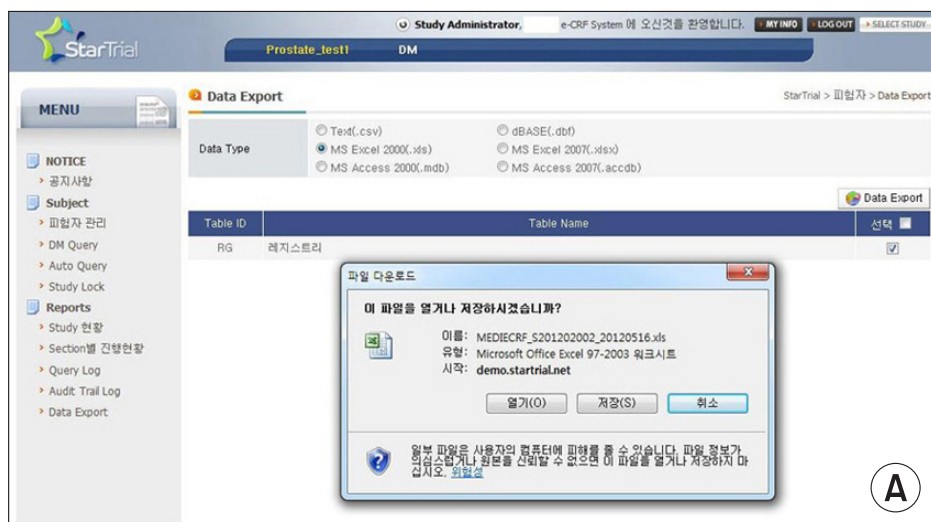 Study Administrator, e-CRF System 에 오신것을 환영합니다. MY INFO LOG OUT SELECT STUDY
StarTrial
Prostate_test1 DM
MENU
NOTICE
공지사항
Subject
피험자 관리
DM Query
Auto Query
Study Lock
Reports
Study 현황
Section별 진행현황
Query Log
Audit Trail Log
Data Export
Data Export
StarTrial > 피험자 > Data Export
Data Type
Text(.csv) dBASE(.dbf)
MS Excel 2000(.xls) MS Excel 2007(.xlsx)
MS Access 2000(.mdb) MS Access 2007(.accdb)
Data Export
Table ID Table Name 선택
RG 레지스트리
파일 다운로드
이 파일을 열거나 저장하시겠습니까?
이름: MEDIECRF_S201202002_20120516.xls
유형: Microsoft Office Excel 97-2003 워크시트
시작: demo.startrial.net
열기(O) 저장(S) 취소
일부 파일은 사용자의 컴퓨터에 피해를 줄 수 있습니다. 파일 정보가
의심스럽거나 원본을 신뢰할 수 없으면 이 파일을 열거나 저장하지 마
십시오. 위험성
A